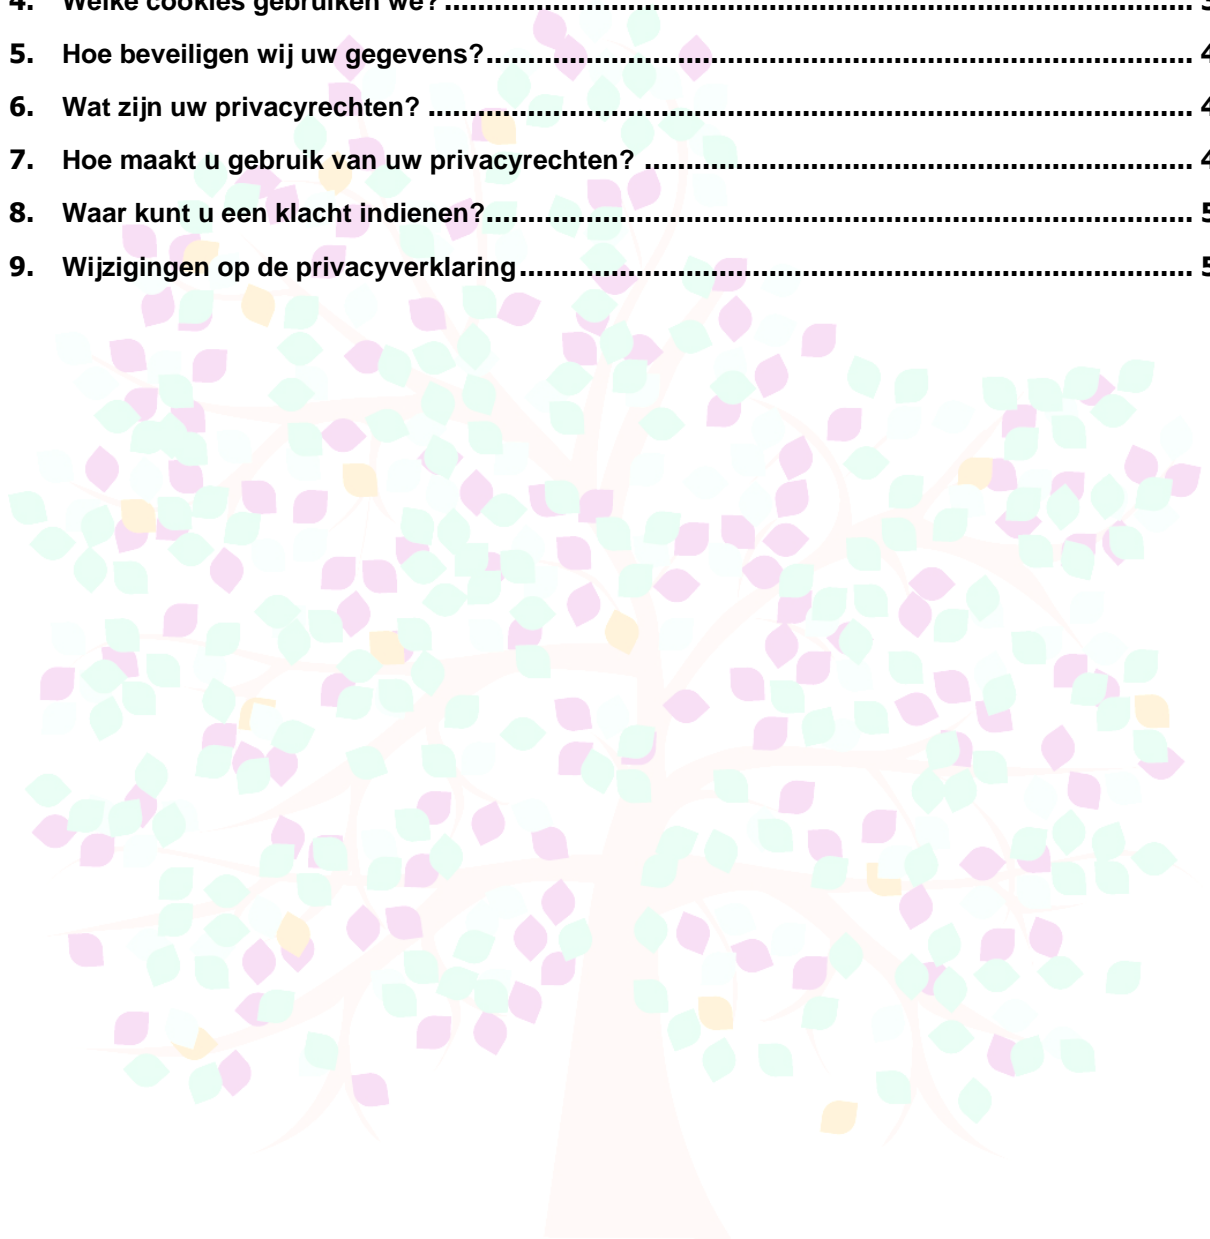 4. Welke cookies gebruiken we? 3
5. Hoe beveiligen wij uw gegevens? 4
6. Wat zijn uw privacyrechten? 4
7. Hoe maakt u gebruik van uw privacyrechten? 4
8. Waar kunt u een klacht indienen? 5
9. Wijzigingen op de privacyverklaring 5